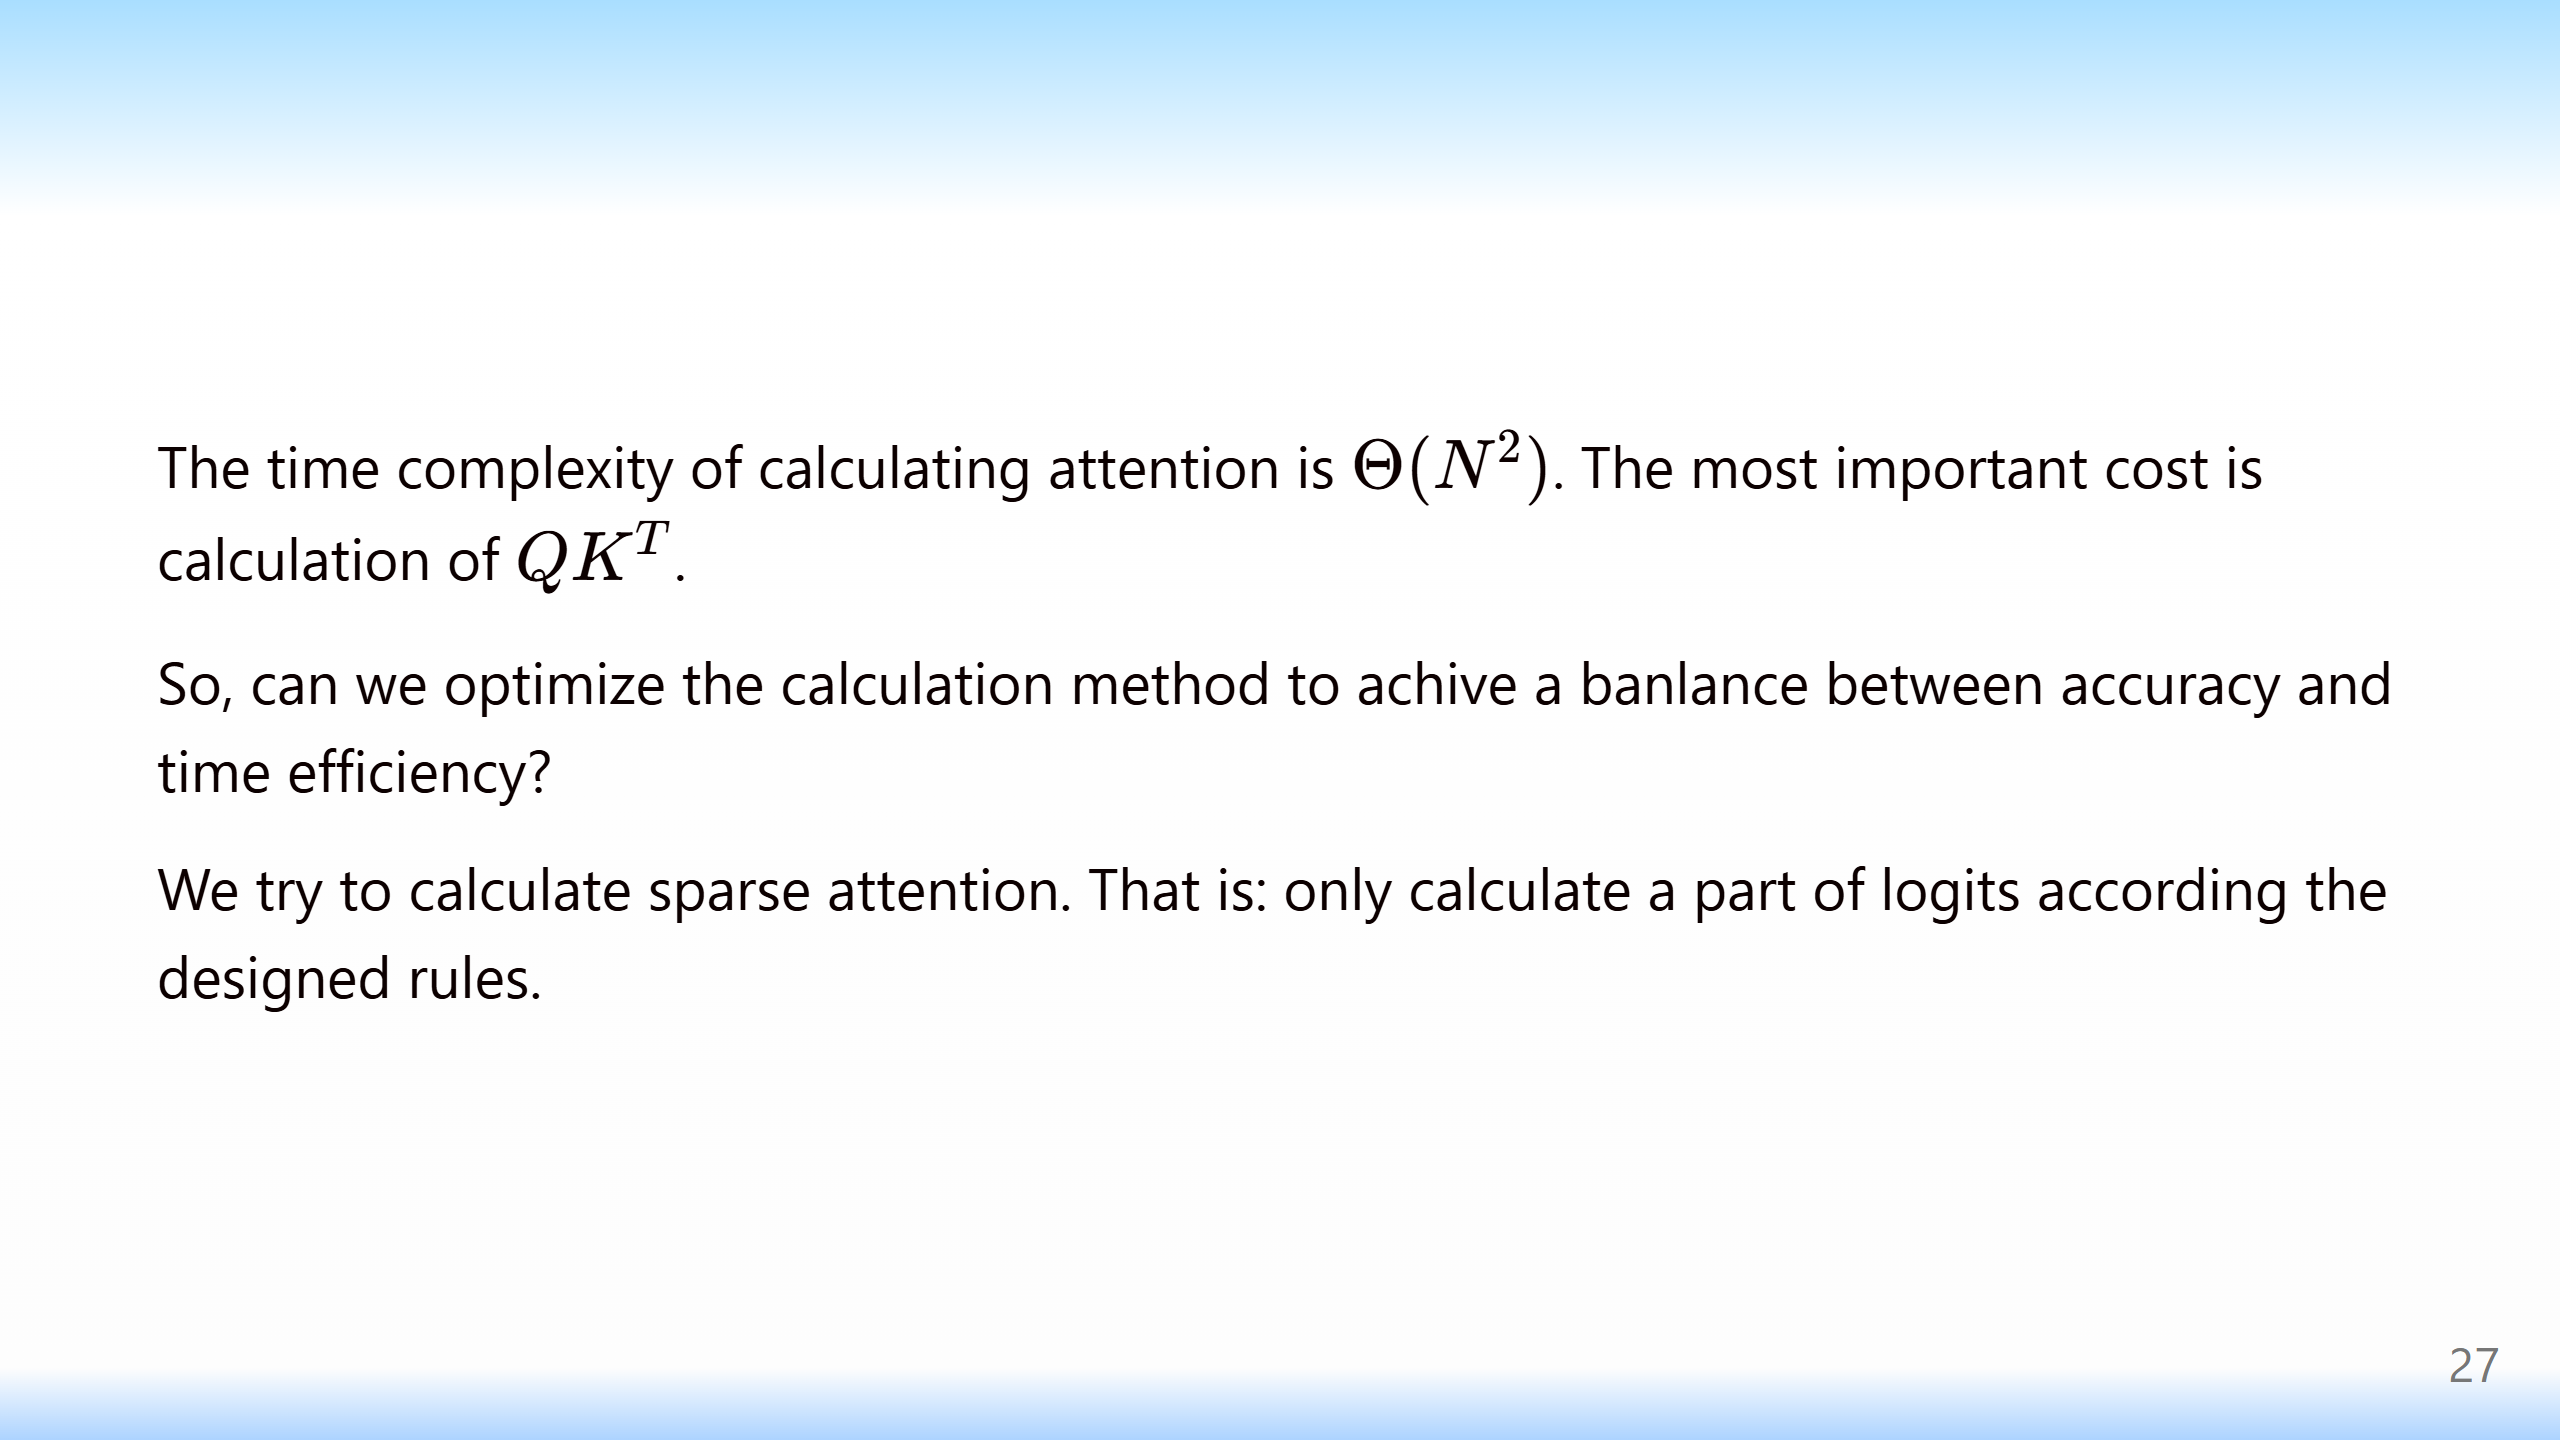 The time complexity of calculating attention is Θ(N²). The most important cost is
calculation of QKᵀ.
So, can we optimize the calculation method to achive a banlance between accuracy and
time efficiency?
We try to calculate sparse attention. That is: only calculate a part of logits according the
designed rules.
27